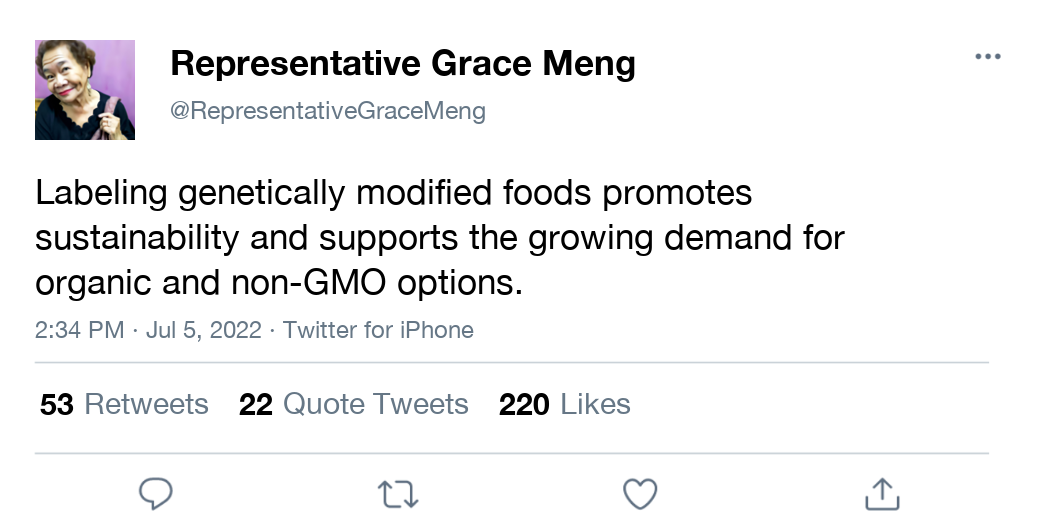 Representative Grace Meng
@RepresentativeGraceMeng
Labeling genetically modified foods promotes
sustainability and supports the growing demand for
organic and non-GMO options.
2:34 PM · Jul 5, 2022 · Twitter for iPhone
53 Retweets 22 Quote Tweets 220 Likes